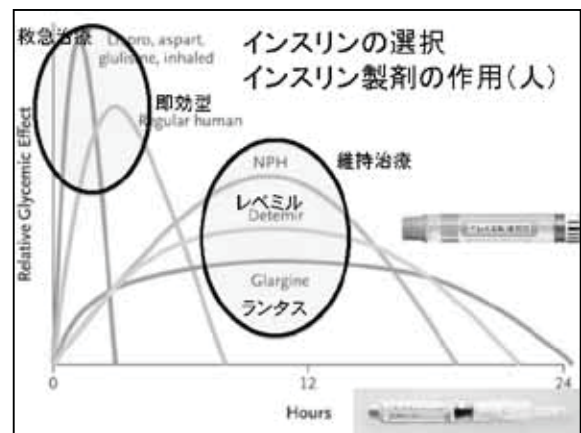 インスリンの選択
インスリン製剤の作用(人)
救急治療
Lispro, aspart,
glulisine, inhaled
即効型
Regular human
NPH
維持治療
レベミル
Detemir
Glargine
ランタス
Relative Glycemic Effect
0
12
24
Hours